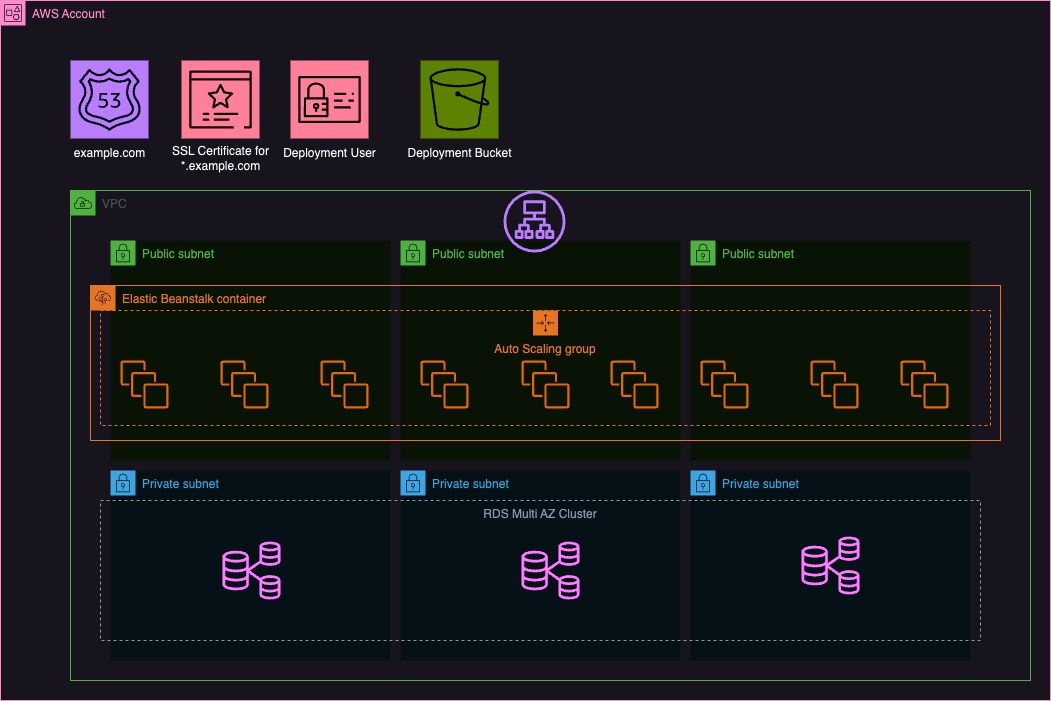 AWS Account
53
example.com
SSL Certificate for
*.example.com
Deployment User
Deployment Bucket
VPC
Public subnet
Public subnet
Public subnet
Elastic Beanstalk container
Auto Scaling group
Private subnet
Private subnet
Private subnet
RDS Multi AZ Cluster